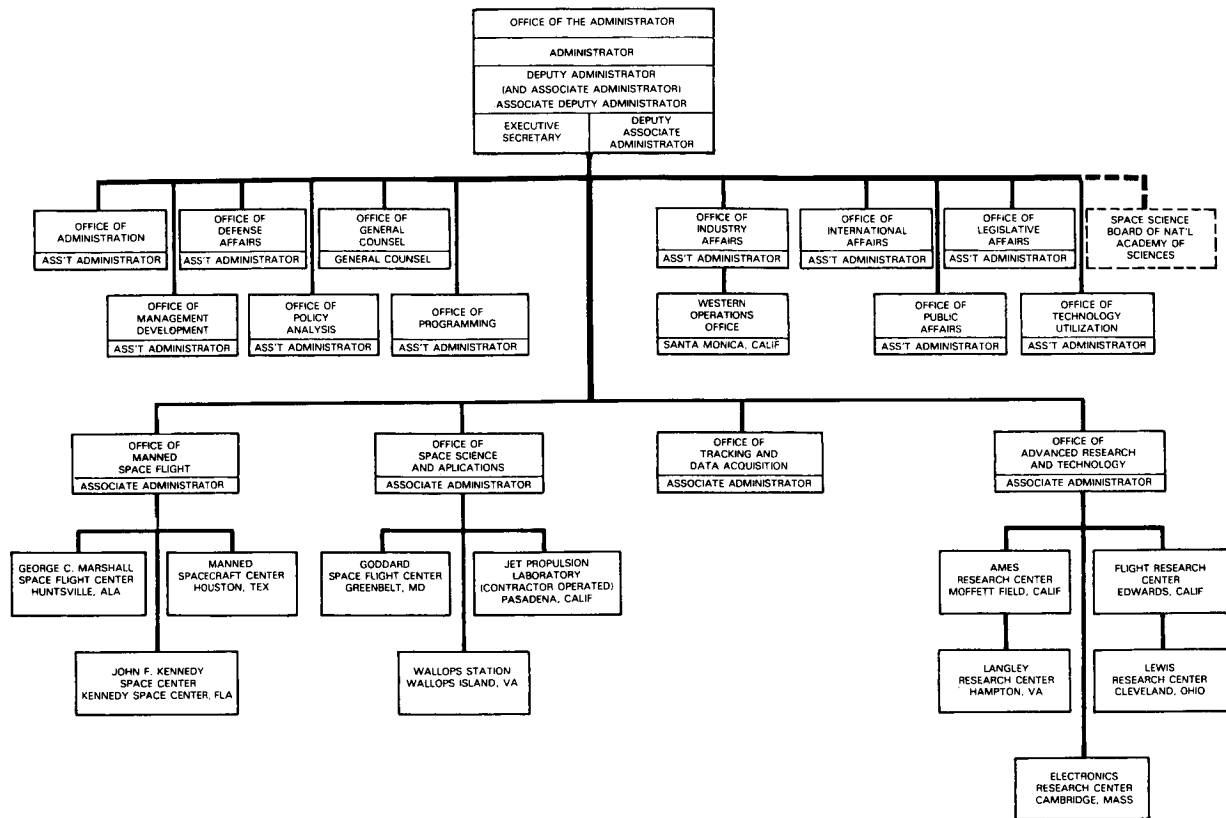 OFFICE OF THE ADMINISTRATOR
ADMINISTRATOR
DEPUTY ADMINISTRATOR
(AND ASSOCIATE ADMINISTRATOR)
ASSOCIATE DEPUTY ADMINISTRATOR
EXECUTIVE
SECRETARY
DEPUTY
ASSOCIATE
ADMINISTRATOR
OFFICE OF
ADMINISTRATION
ASS'T ADMINISTRATOR
OFFICE OF
DEFENSE
AFFAIRS
ASS'T ADMINISTRATOR
OFFICE OF
GENERAL
COUNSEL
GENERAL COUNSEL
OFFICE OF
INDUSTRY
AFFAIRS
ASS'T ADMINISTRATOR
OFFICE OF
INTERNATIONAL
AFFAIRS
ASS'T ADMINISTRATOR
OFFICE OF
LEGISLATIVE
AFFAIRS
ASS'T ADMINISTRATOR
SPACE SCIENCE
BOARD OF NAT'L
ACADEMY OF
SCIENCES
OFFICE OF
MANAGEMENT
DEVELOPMENT
ASS'T ADMINISTRATOR
OFFICE OF
POLICY
ANALYSIS
ASS'T ADMINISTRATOR
OFFICE OF
PROGRAMMING
ASS'T ADMINISTRATOR
WESTERN
OPERATIONS
OFFICE
SANTA MONICA, CALIF
OFFICE OF
PUBLIC
AFFAIRS
ASS'T ADMINISTRATOR
OFFICE OF
TECHNOLOGY
UTILIZATION
ASS'T ADMINISTRATOR
OFFICE OF
MANNED
SPACE FLIGHT
ASSOCIATE ADMINISTRATOR
OFFICE OF
SPACE SCIENCE
AND APLICATIONS
ASSOCIATE ADMINISTRATOR
OFFICE OF
TRACKING AND
DATA ACQUISITION
ASSOCIATE ADMINISTRATOR
OFFICE OF
ADVANCED RESEARCH
AND TECHNOLOGY
ASSOCIATE ADMINISTRATOR
GEORGE C. MARSHALL
SPACE FLIGHT CENTER
HUNTSVILLE, ALA
MANNED
SPACECRAFT CENTER
HOUSTON, TEX
GODDARD
SPACE FLIGHT CENTER
GREENBELT, MD
JET PROPULSION
LABORATORY
(CONTRACTOR OPERATED)
PASADENA, CALIF
AMES
RESEARCH CENTER
MOFFETT FIELD, CALIF
FLIGHT RESEARCH
CENTER
EDWARDS, CALIF
JOHN F. KENNEDY
SPACE CENTER
KENNEDY SPACE CENTER, FLA
WALLOPS STATION
WALLOPS ISLAND, VA
LANGLEY
RESEARCH CENTER
HAMPTON, VA
LEWIS
RESEARCH CENTER
CLEVELAND, OHIO
ELECTRONICS
RESEARCH CENTER
CAMBRIDGE, MASS